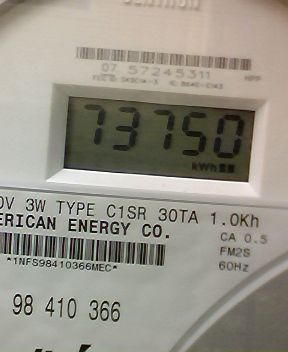 07 57245311
73750
kWh
0V 3W TYPE C1SR 30TA 1.0Kh
ERICAN ENERGY CO.
CA 0.5
FM2S
60Hz
*1NFS98410366MEC*
98 410 366